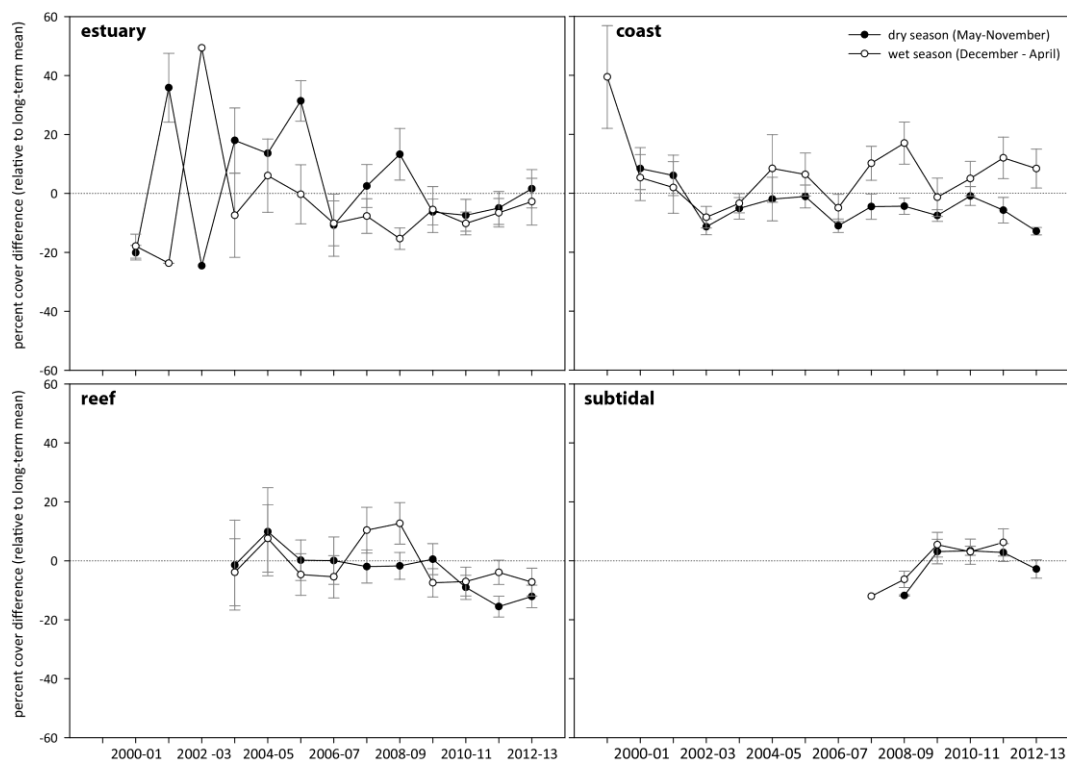 estuary
coast
dry season (May-November)
wet season (December - April)
percent cover difference (relative to long-term mean)
60
40
20
0
-20
-40
-60
reef
subtidal
percent cover difference (relative to long-term mean)
60
40
20
0
-20
-40
-60
2000-01 2002 -03 2004-05 2006-07 2008-09 2010-11 2012-13
2000-01 2002-03 2004-05 2006-07 2008-09 2010-11 2012-13